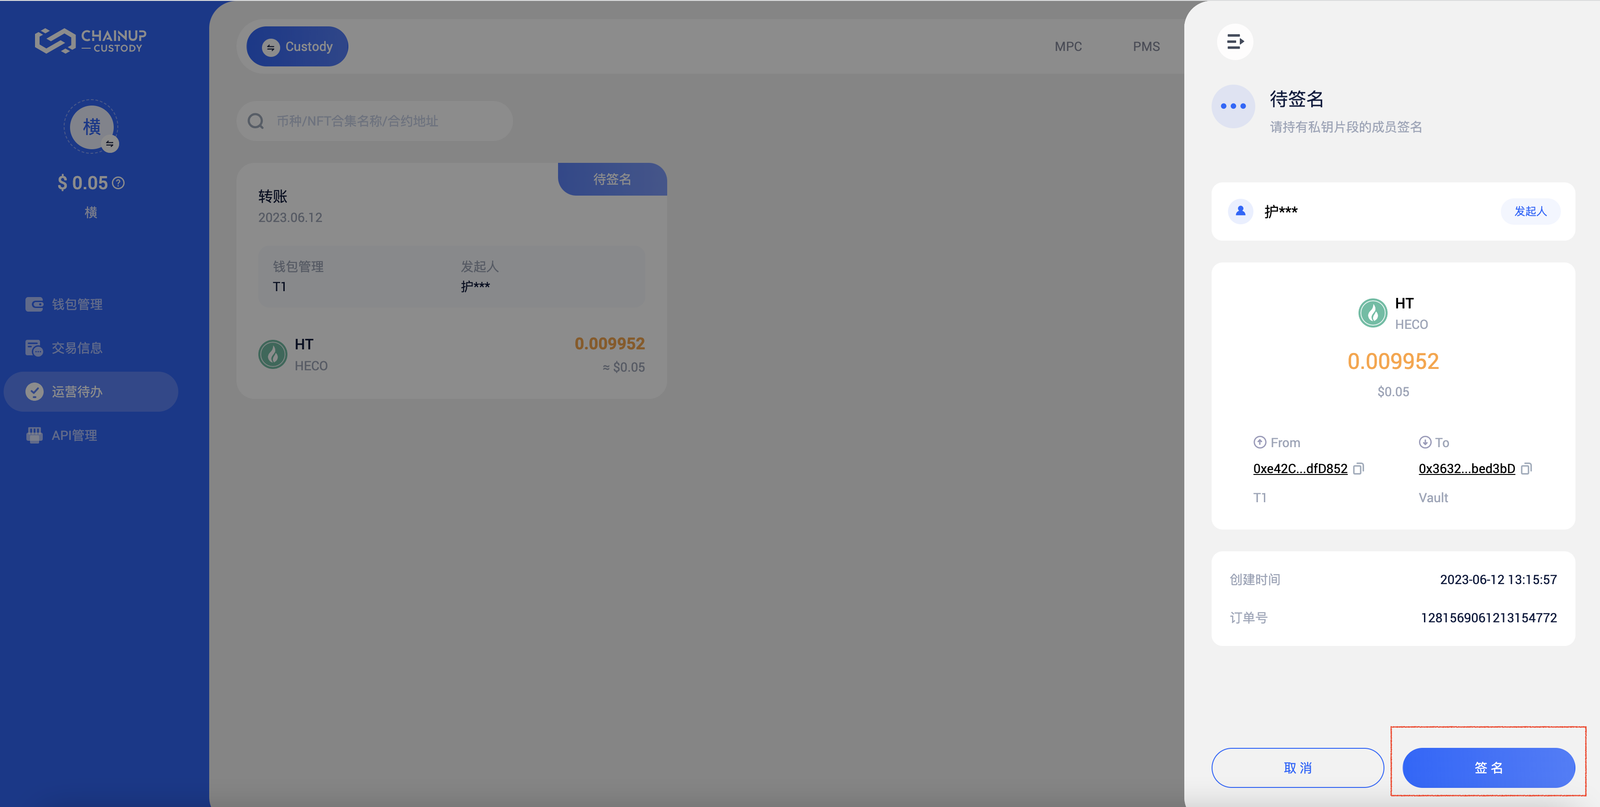 CHAINUP
CUSTODY
横
$ 0.05
横
钱包管理
交易信息
运营待办
API管理
Custody
MPC
PMS
币种/NFT合集名称/合约地址
待签名
转账
2023.06.12
钱包管理
发起人
T1
护***
HT
HECO
0.009952
≈ $0.05
待签名
请持有私钥片段的成员签名
护***
发起人
HT
HECO
0.009952
$0.05
From
To
0xe42C...dfD852
0x3632...bed3bD
T1
Vault
创建时间
2023-06-12 13:15:57
订单号
1281569061213154772
取 消
签 名